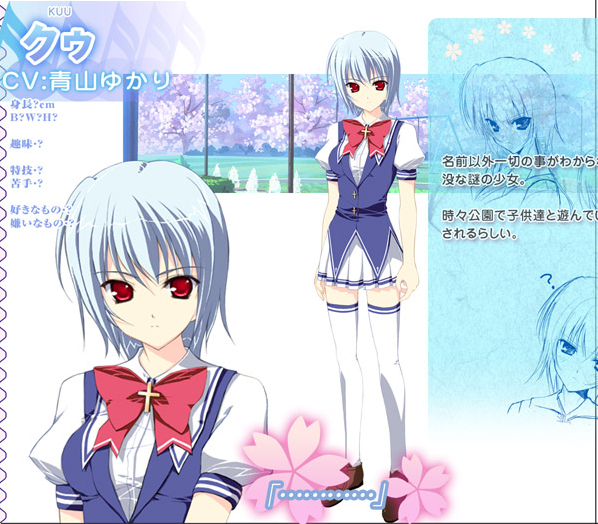 KUU
クゥ
CV:青山ゆかり
身長?cm
B?W?H?
趣味・?
特技・?
苦手・?
好きなもの・?
嫌いなもの・?
名前以外一切の事がわからな
没な謎の少女。
時々公園で子供達と遊んでい
されるらしい。
?
『…………』